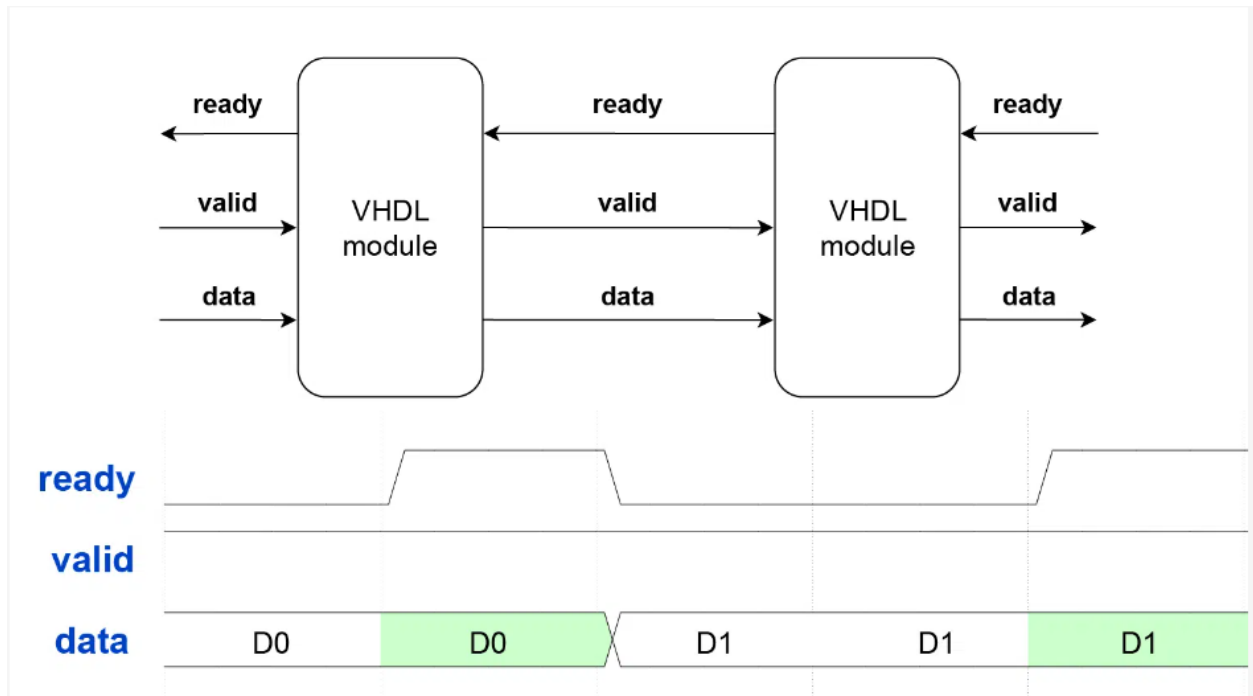 ready
ready
ready
valid
valid
valid
VHDL
module
VHDL
module
data
data
data
ready
valid
data
D0
D0
D1
D1
D1